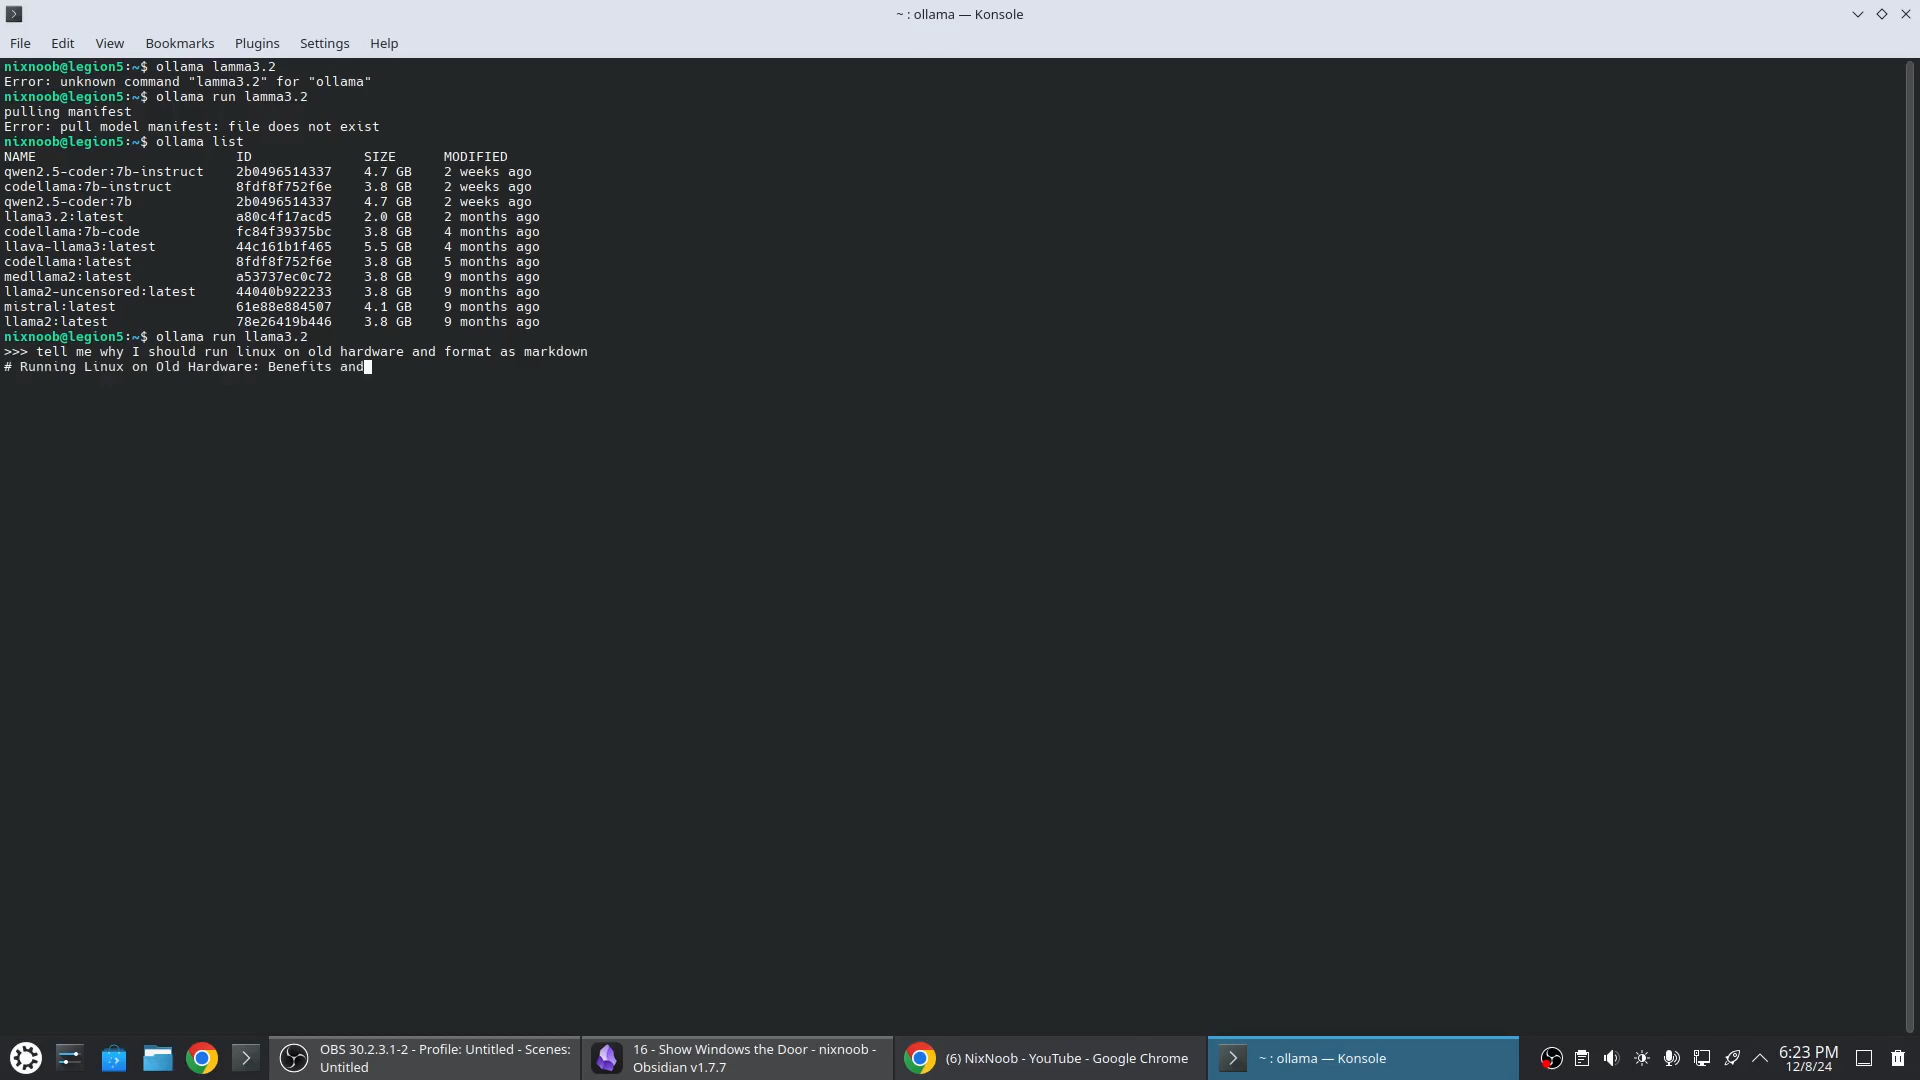 ~ : ollama — Konsole
File Edit View Bookmarks Plugins Settings Help
nixnoob@legion5:~$ ollama lamma3.2
Error: unknown command "lamma3.2" for "ollama"
nixnoob@legion5:~$ ollama run lamma3.2
pulling manifest
Error: pull model manifest: file does not exist
nixnoob@legion5:~$ ollama list
NAME ID SIZE MODIFIED
qwen2.5-coder:7b-instruct 2b0496514337 4.7 GB 2 weeks ago
codellama:7b-instruct 8fdf8f752f6e 3.8 GB 2 weeks ago
qwen2.5-coder:7b 2b0496514337 4.7 GB 2 weeks ago
llama3.2:latest a80c4f17acd5 2.0 GB 2 months ago
codellama:7b-code fc84f39375bc 3.8 GB 4 months ago
llava-llama3:latest 44c161b1f465 5.5 GB 4 months ago
codellama:latest 8fdf8f752f6e 3.8 GB 5 months ago
medllama2:latest a53737ec0c72 3.8 GB 9 months ago
llama2-uncensored:latest 44040b922233 3.8 GB 9 months ago
mistral:latest 61e88e884507 4.1 GB 9 months ago
llama2:latest 78e26419b446 3.8 GB 9 months ago
nixnoob@legion5:~$ ollama run llama3.2
>>> tell me why I should run linux on old hardware and format as markdown
# Running Linux on Old Hardware: Benefits and
OBS 30.2.3.1-2 - Profile: Untitled - Scenes:
Untitled
16 - Show Windows the Door - nixnoob -
Obsidian v1.7.7
(6) NixNoob - YouTube - Google Chrome
~ : ollama — Konsole
6:23 PM
12/8/24